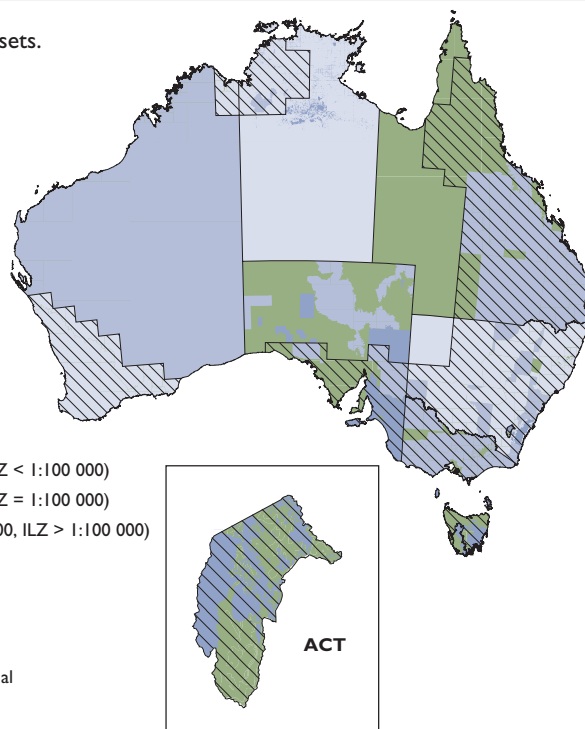 sets.
Z < 1:100 000)
Z = 1:100 000)
00, ILZ > 1:100 000)
ACT
al